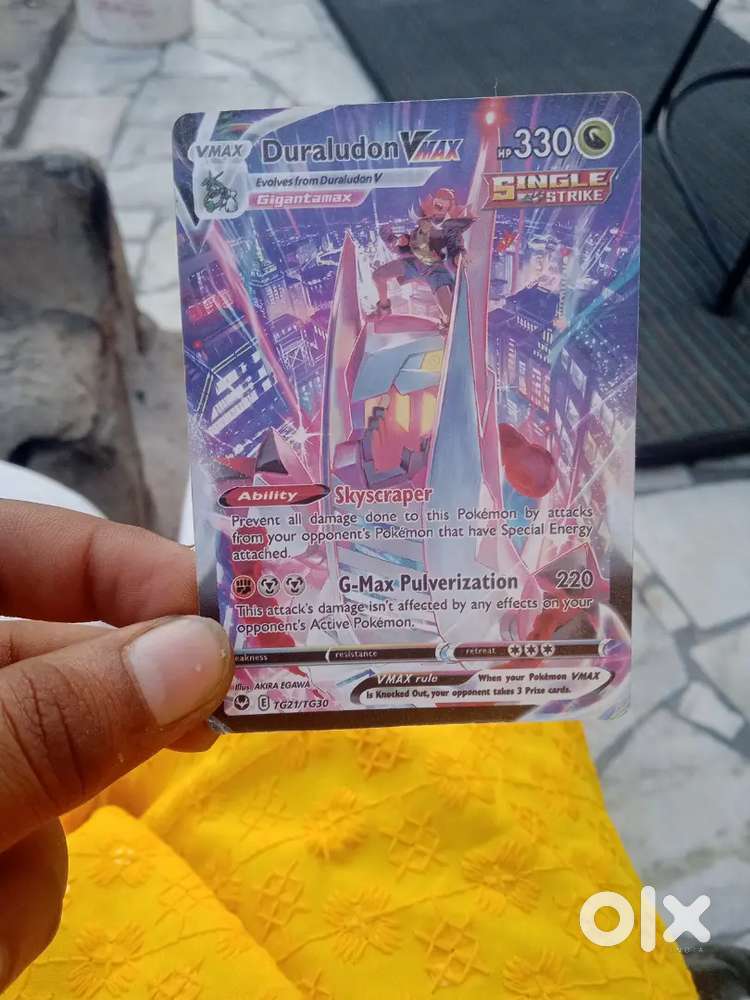 VMAX Duraludon VMAX HP 330
Evolves from Duraludon V
Gigantamax
SINGLE
STRIKE
Ability Skyscraper
Prevent all damage done to this Pokémon by attacks
from your opponent's Pokémon that have Special Energy
attached.
G-Max Pulverization 220
This attack's damage isn't affected by any effects on your
opponent's Active Pokémon.
eakness resistance retreat
VMAX rule When your Pokémon VMAX
is Knocked Out, your opponent takes 3 Prize cards.
Illus. AKIRA EGAWA
E TG21/TG30
olx
INDIA